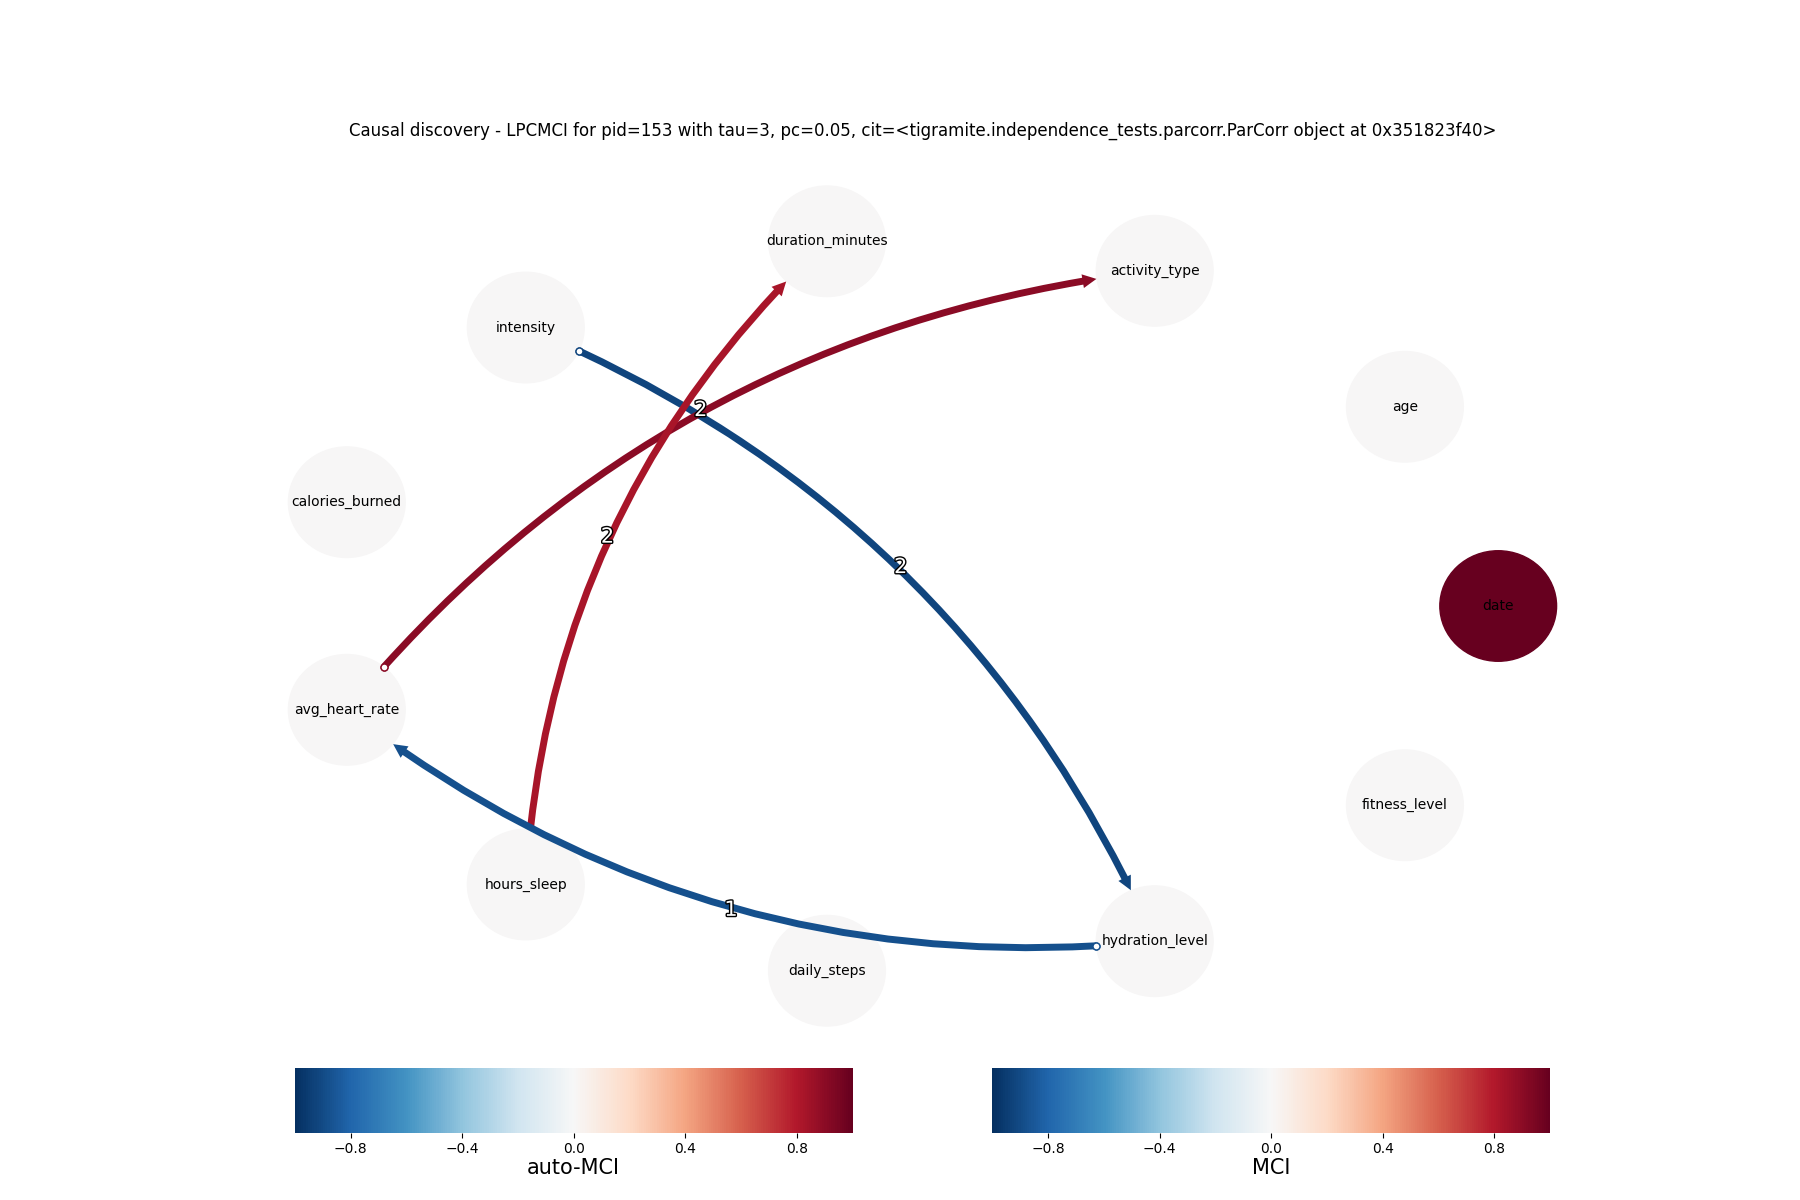 Causal discovery - LPCMCI for pid=153 with tau=3, pc=0.05, cit=<tigramite.independence_tests.parcorr.ParCorr object at 0x351823f40>
duration_minutes
activity_type
intensity
age
2
calories_burned
2
2
date
avg_heart_rate
fitness_level
hours_sleep
1
hydration_level
daily_steps
−0.8 −0.4 0.0 0.4 0.8
auto-MCI
−0.8 −0.4 0.0 0.4 0.8
MCI